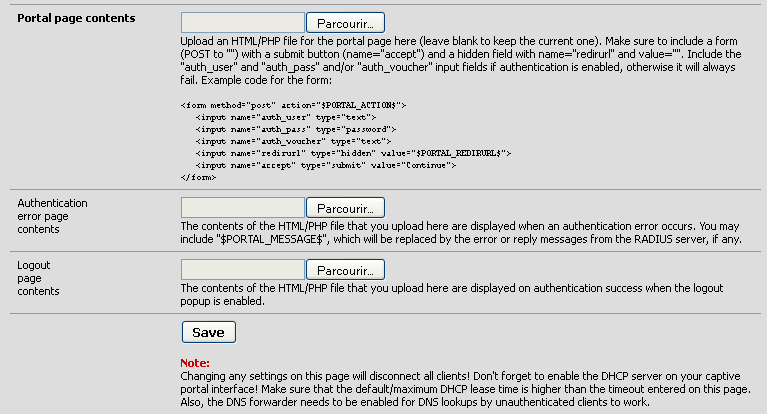 Portal page contents
Parcourir...
Upload an HTML/PHP file for the portal page here (leave blank to keep the current one). Make sure to include a form
(POST to "") with a submit button (name="accept") and a hidden field with name="redirurl" and value="". Include the
"auth_user" and "auth_pass" and/or "auth_voucher" input fields if authentication is enabled, otherwise it will always
fail. Example code for the form:
<form method="post" action="$PORTAL_ACTION$">
<input name="auth_user" type="text">
<input name="auth_pass" type="password">
<input name="auth_voucher" type="text">
<input name="redirurl" type="hidden" value="$PORTAL_REDIRURL$">
<input name="accept" type="submit" value="Continue">
</form>
Authentication
error page
contents
Parcourir...
The contents of the HTML/PHP file that you upload here are displayed when an authentication error occurs. You may
include "$PORTAL_MESSAGE$", which will be replaced by the error or reply messages from the RADIUS server, if any.
Logout
page
contents
Parcourir...
The contents of the HTML/PHP file that you upload here are displayed on authentication success when the logout
popup is enabled.
Save
Note:
Changing any settings on this page will disconnect all clients! Don't forget to enable the DHCP server on your captive
portal interface! Make sure that the default/maximum DHCP lease time is higher than the timeout entered on this page.
Also, the DNS forwarder needs to be enabled for DNS lookups by unauthenticated clients to work.